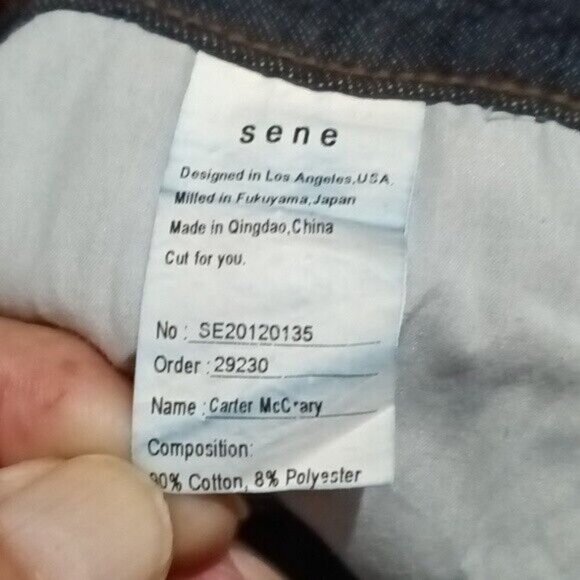 sene
Designed in Los Angeles,USA.
Milled in Fukuyama,Japan
Made in Qingdao,China
Cut for you.
No : SE20120135
Order : 29230
Name : Carter
Composition:
Cotton, 8% Polyester